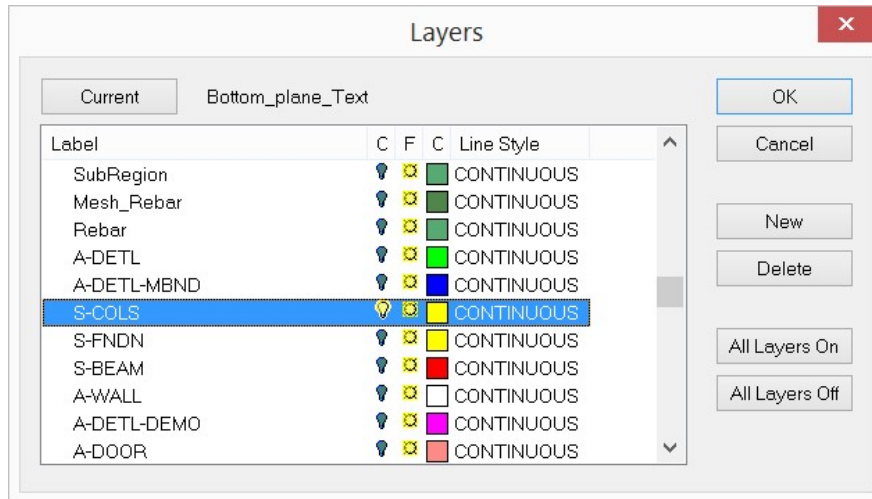 Layers
Current Bottom_plane_Text OK
Label C F C Line Style Cancel
SubRegion CONTINUOUS
Mesh_Rebar CONTINUOUS
Rebar CONTINUOUS New
A-DETL CONTINUOUS
A-DETL-MBND CONTINUOUS Delete
S-COLS CONTINUOUS
S-FNDN CONTINUOUS All Layers On
S-BEAM CONTINUOUS
A-WALL CONTINUOUS All Layers Off
A-DETL-DEMO CONTINUOUS
A-DOOR CONTINUOUS